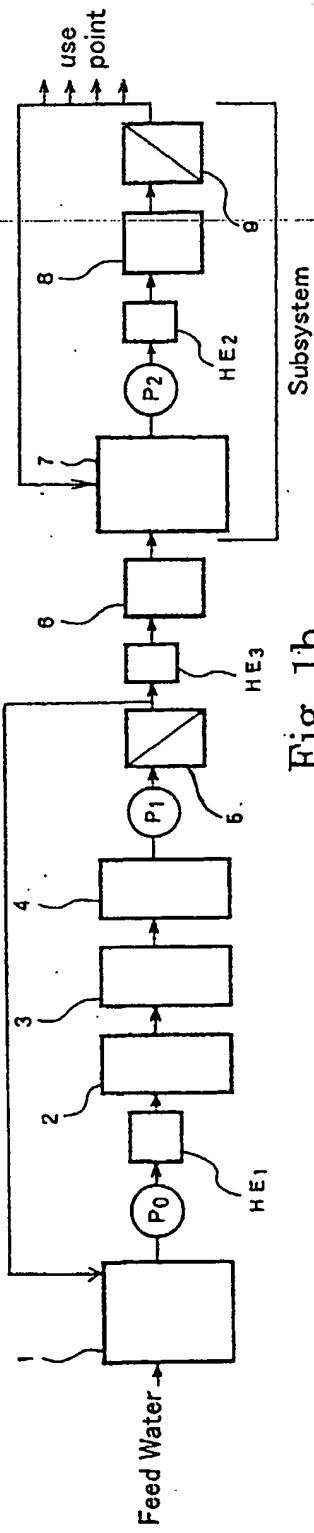 Feed Water
1
P0
HE1
2
3
4
P1
5.
HE3
6
7
P2
HE2
8
9
use
point
Subsystem
Fig. 1b